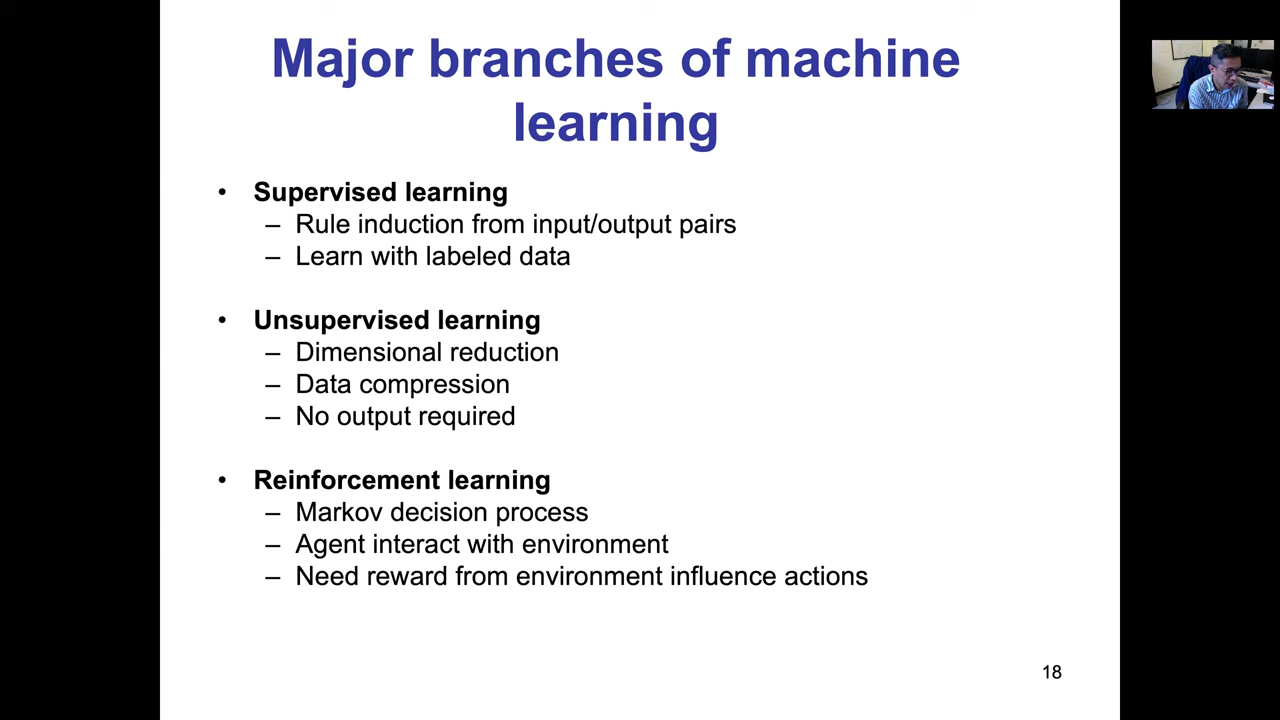 Major branches of machine
learning
• Supervised learning
– Rule induction from input/output pairs
– Learn with labeled data
• Unsupervised learning
– Dimensional reduction
– Data compression
– No output required
• Reinforcement learning
– Markov decision process
– Agent interact with environment
– Need reward from environment influence actions
18